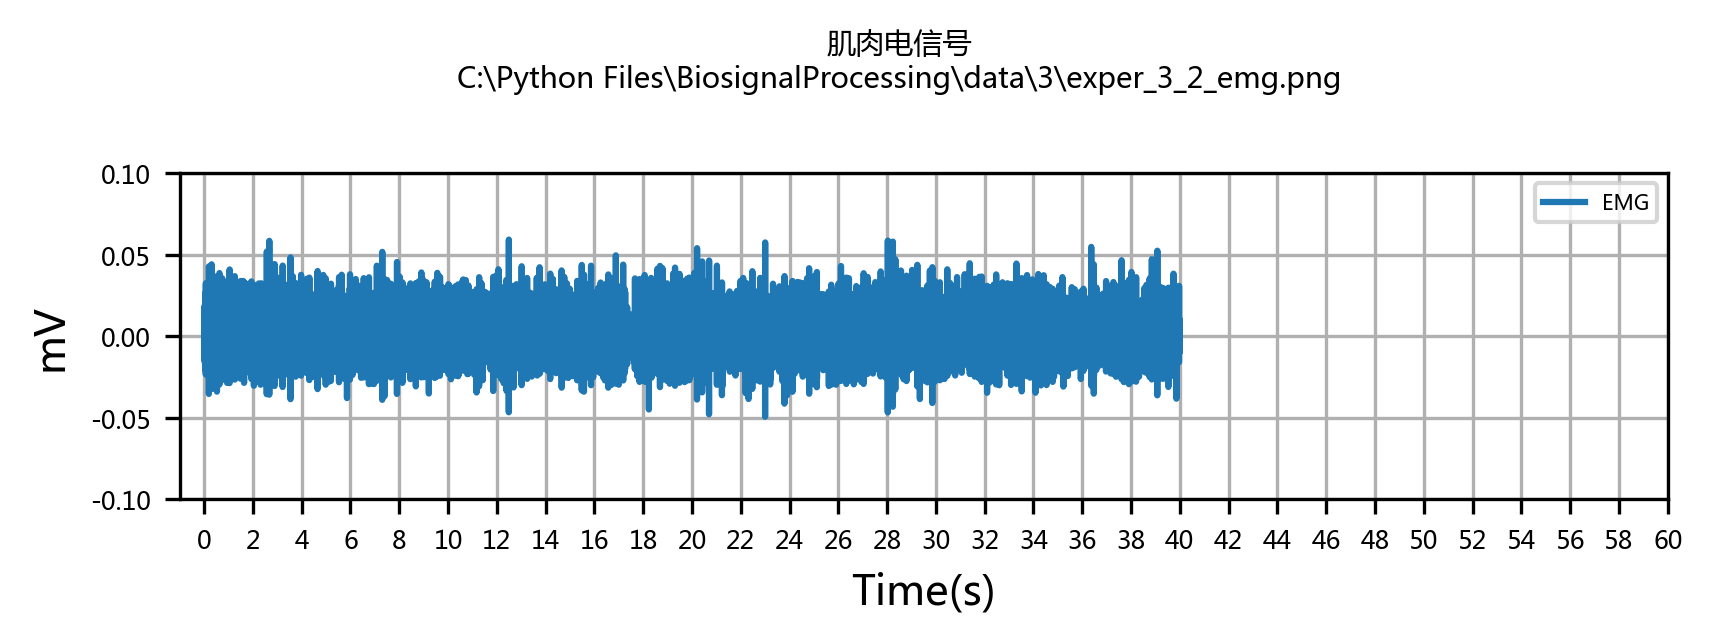 肌肉电信号
C:\Python Files\BiosignalProcessing\data\3\exper_3_2_emg.png
0.10
0.05
0.00
-0.05
-0.10
mV
EMG
0 2 4 6 8 10 12 14 16 18 20 22 24 26 28 30 32 34 36 38 40 42 44 46 48 50 52 54 56 58 60
Time(s)